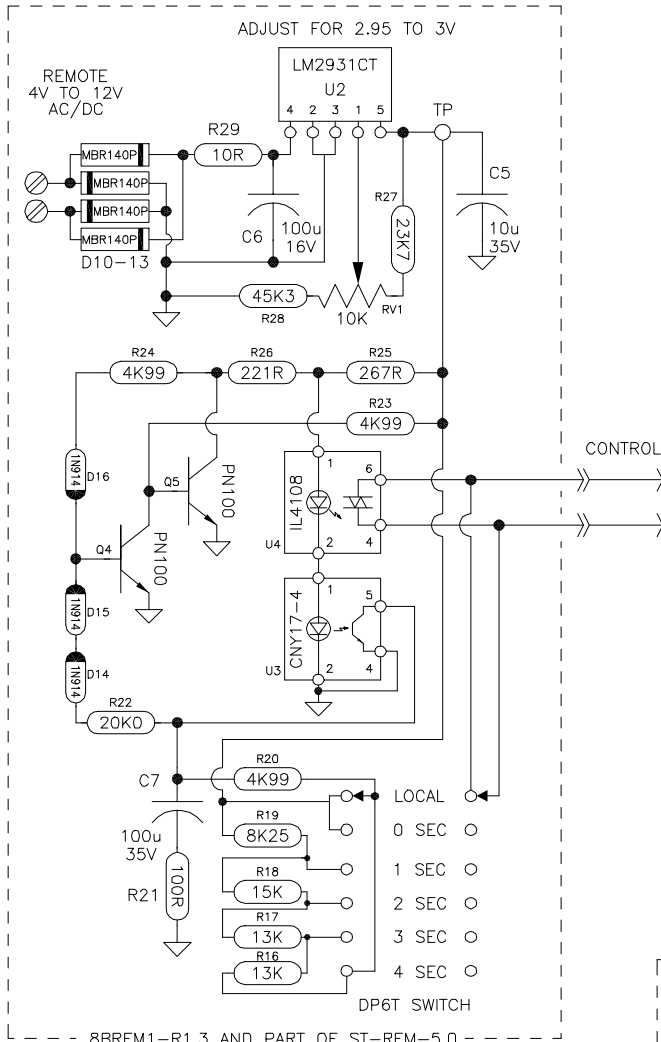 ADJUST FOR 2.95 TO 3V
LM2931CT
U2
4 2 3 1 5
TP
REMOTE
4V TO 12V
AC/DC
R29
10R
MBR140P
MBR140P
MBR140P
MBR140P
D10-13
C6
100u
16V
R27
23K7
C5
10u
35V
45K3
R28
10K
RV1
R24
4K99
R26
221R
R25
267R
R23
4K99
1N914
D16
Q5
PN100
Q4
PN100
1
6
IL4108
U4
2
4
CONTROL
1N914
D15
1
5
CNY17-4
U3
2
4
1N914
D14
R22
20K0
R20
4K99
C7
100u
35V
R21
100R
R19
8K25
R18
15K
R17
13K
R16
13K
LOCAL
0 SEC
1 SEC
2 SEC
3 SEC
4 SEC
DP6T SWITCH
8BREM1-R1.3 AND PART OF ST-REM-5.0